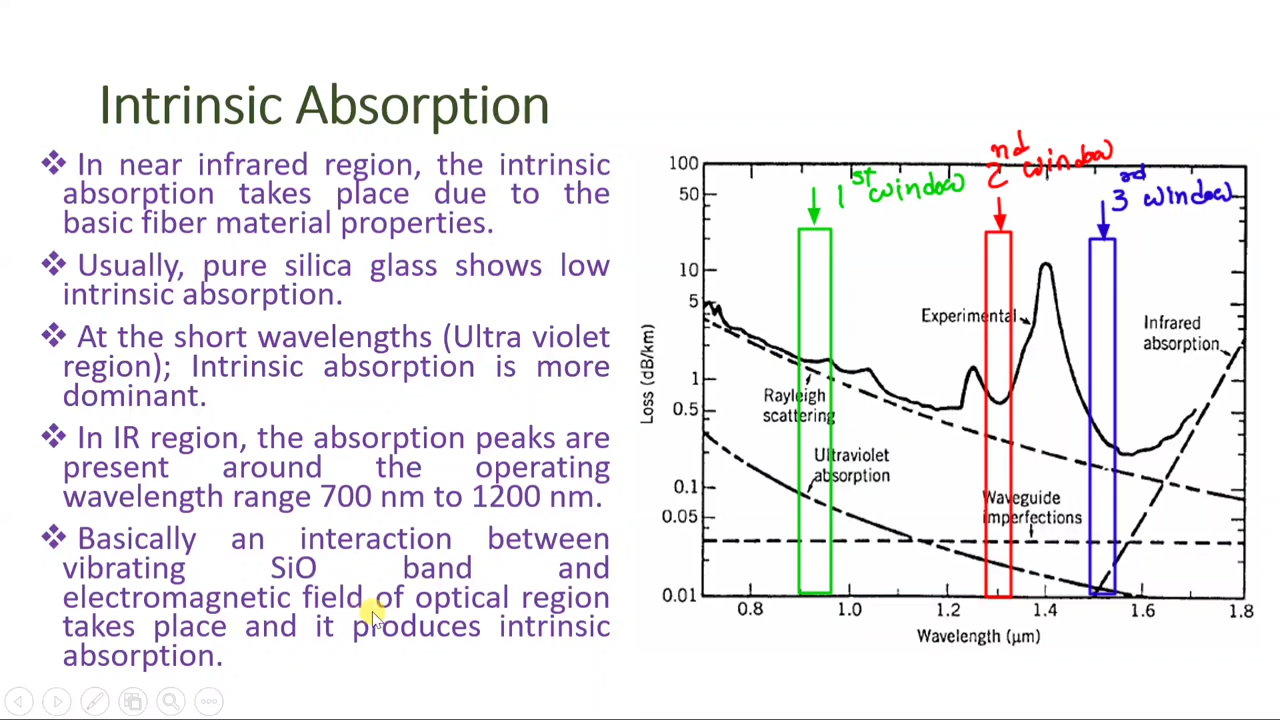 Intrinsic Absorption
❖ In near infrared region, the intrinsic
absorption takes place due to the
basic fiber material properties.
❖ Usually, pure silica glass shows low
intrinsic absorption.
❖ At the short wavelengths (Ultra violet
region); Intrinsic absorption is more
dominant.
❖ In IR region, the absorption peaks are
present around the operating
wavelength range 700 nm to 1200 nm.
❖ Basically an interaction between
vibrating SiO band and
electromagnetic field of optical region
takes place and it produces intrinsic
absorption.
1st window
2nd window
3rd window
100
50
10
5
1
0.5
0.1
0.05
0.01
Loss (dB/km)
Experimental
Infrared
absorption
Rayleigh
scattering
Ultraviolet
absorption
Waveguide
imperfections
0.8 1.0 1.2 1.4 1.6 1.8
Wavelength (μm)